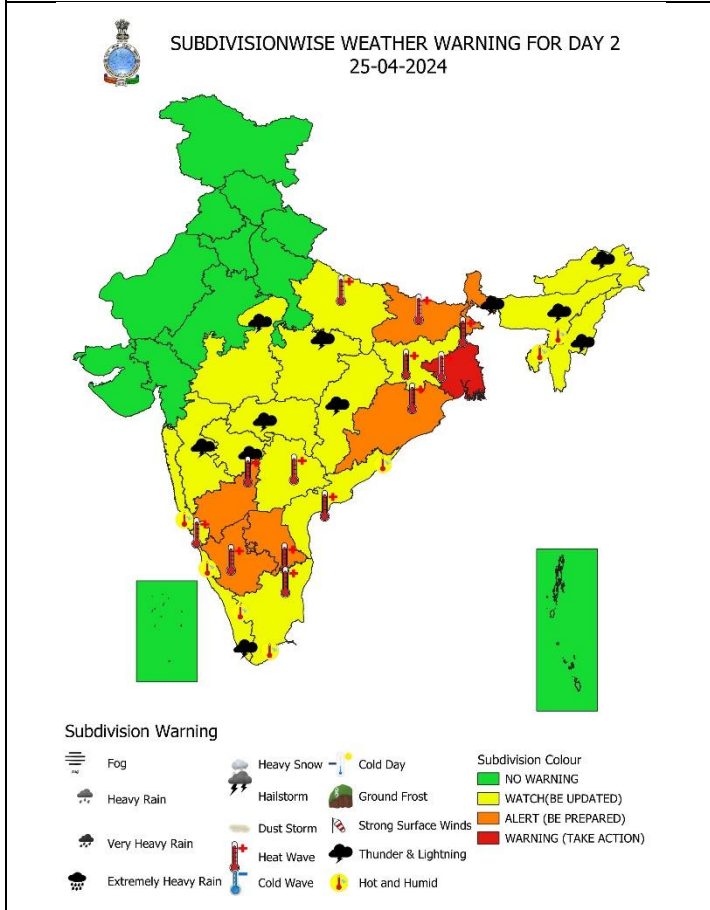 SUBDIVISIONWISE WEATHER WARNING FOR DAY 2
25-04-2024
Subdivision Warning
Fog
Heavy Rain
Very Heavy Rain
Extremely Heavy Rain
Heavy Snow
Hailstorm
Dust Storm
Heat Wave
Cold Wave
Cold Day
Ground Frost
Strong Surface Winds
Thunder & Lightning
Hot and Humid
Subdivision Colour
NO WARNING
WATCH(BE UPDATED)
ALERT (BE PREPARED)
WARNING (TAKE ACTION)